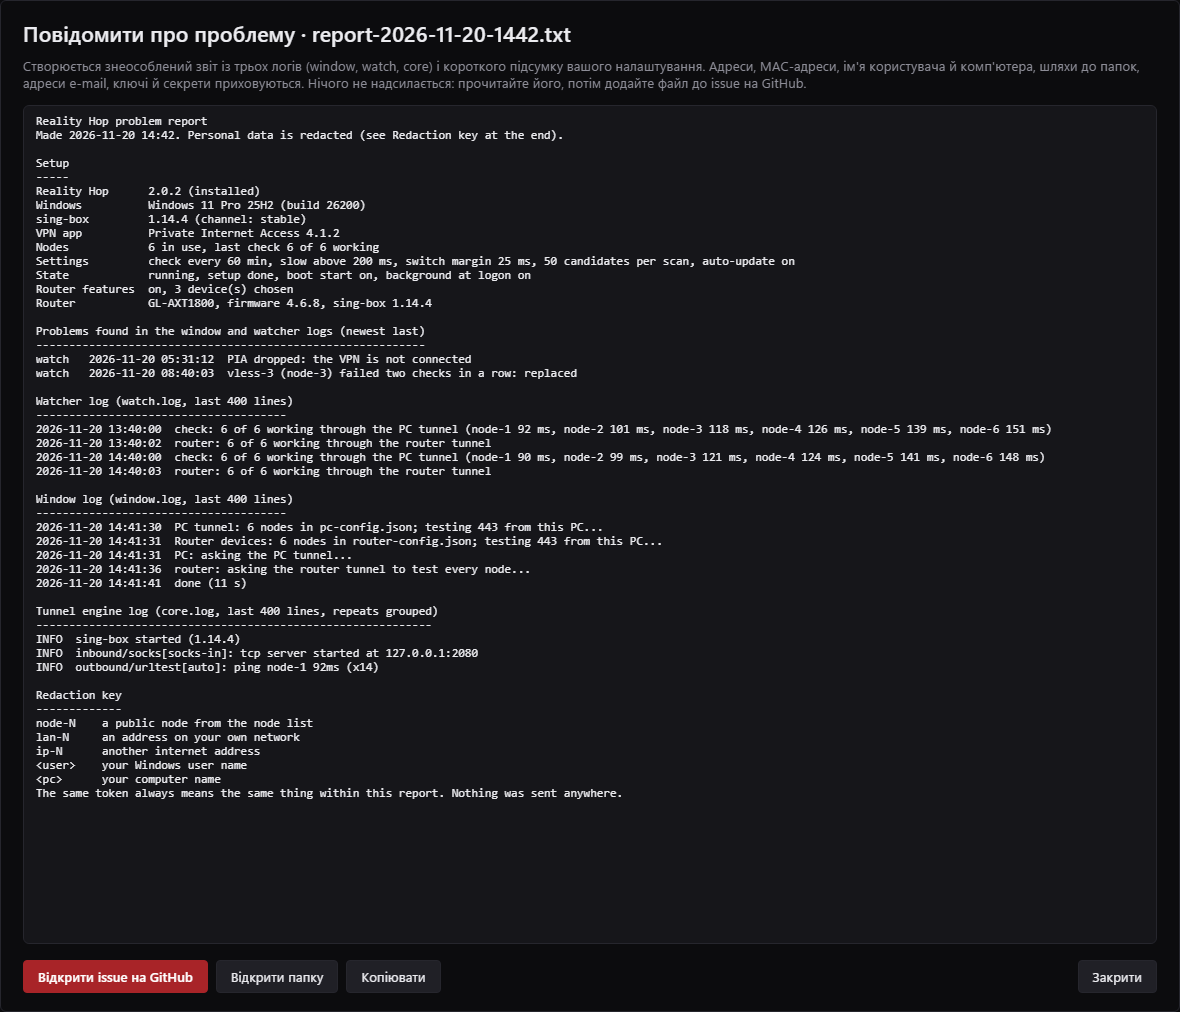 Повідомити про проблему · report-2026-11-20-1442.txt
Створюється знеособлений звіт із трьох логів (window, watch, core) і короткого підсумку вашого налаштування. Адреси, MAC-адреси, ім'я користувача й комп'ютера, шляхи до папок,
адреси e-mail, ключі й секрети приховуються. Нічого не надсилається: прочитайте його, потім додайте файл до issue на GitHub.
Reality Hop problem report
Made 2026-11-20 14:42. Personal data is redacted (see Redaction key at the end).
Setup
-----
Reality Hop      2.0.2 (installed)
Windows          Windows 11 Pro 25H2 (build 26200)
sing-box         1.14.4 (channel: stable)
VPN app          Private Internet Access 4.1.2
Nodes            6 in use, last check 6 of 6 working
Settings         check every 60 min, slow above 200 ms, switch margin 25 ms, 50 candidates per scan, auto-update on
State            running, setup done, boot start on, background at logon on
Router features  on, 3 device(s) chosen
Router           GL-AXT1800, firmware 4.6.8, sing-box 1.14.4
Problems found in the window and watcher logs (newest last)
-----------------------------------------------------------
watch   2026-11-20 05:31:12  PIA dropped: the VPN is not connected
watch   2026-11-20 08:40:03  vless-3 (node-3) failed two checks in a row: replaced
Watcher log (watch.log, last 400 lines)
--------------------------------------
2026-11-20 13:40:00  check: 6 of 6 working through the PC tunnel (node-1 92 ms, node-2 101 ms, node-3 118 ms, node-4 126 ms, node-5 139 ms, node-6 151 ms)
2026-11-20 13:40:02  router: 6 of 6 working through the router tunnel
2026-11-20 14:40:00  check: 6 of 6 working through the PC tunnel (node-1 90 ms, node-2 99 ms, node-3 121 ms, node-4 124 ms, node-5 141 ms, node-6 148 ms)
2026-11-20 14:40:03  router: 6 of 6 working through the router tunnel
Window log (window.log, last 400 lines)
--------------------------------------
2026-11-20 14:41:30  PC tunnel: 6 nodes in pc-config.json; testing 443 from this PC...
2026-11-20 14:41:31  Router devices: 6 nodes in router-config.json; testing 443 from this PC...
2026-11-20 14:41:31  PC: asking the PC tunnel...
2026-11-20 14:41:36  router: asking the router tunnel to test every node...
2026-11-20 14:41:41  done (11 s)
Tunnel engine log (core.log, last 400 lines, repeats grouped)
------------------------------------------------------------
INFO  sing-box started (1.14.4)
INFO  inbound/socks[socks-in]: tcp server started at 127.0.0.1:2080
INFO  outbound/urltest[auto]: ping node-1 92ms (x14)
Redaction key
-------------
node-N    a public node from the node list
lan-N     an address on your own network
ip-N      another internet address
<user>    your Windows user name
<pc>      your computer name
The same token always means the same thing within this report. Nothing was sent anywhere.
Відкрити issue на GitHub
Відкрити папку
Копіювати
Закрити